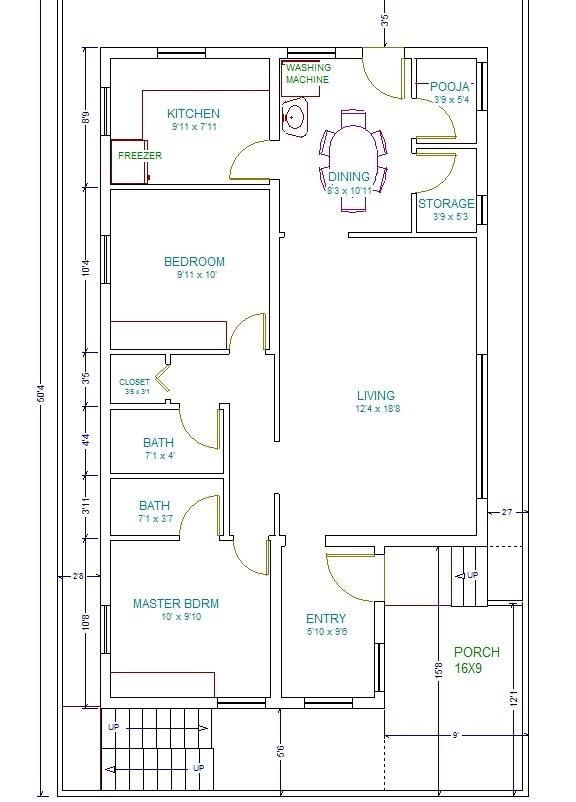 3'5
WASHING
MACHINE
POOJA
3'9 x 5'4
KITCHEN
9'11 x 7'11
8'9
FREEZER
DINING
8'3 x 10'11
STORAGE
3'9 x 5'3
BEDROOM
9'11 x 10'
10'4
CLOSET
3'5 x 3'1
3'5
50'4
LIVING
12'4 x 18'8
BATH
7'1 x 4'
4'4
BATH
7'1 x 3'7
3'11
2'7
2'8
UP
MASTER BDRM
10' x 9'10
10'8
ENTRY
5'10 x 9'6
PORCH
16X9
15'8
12'1
UP
9'
5'6
UP